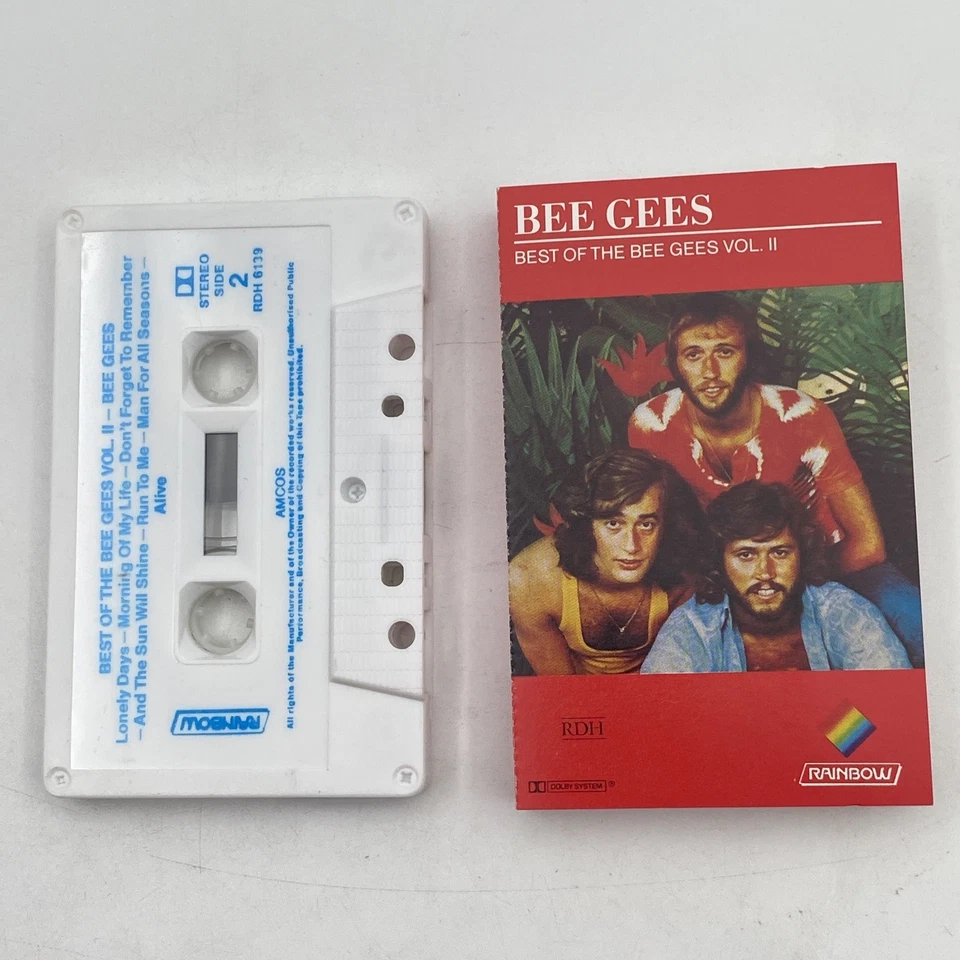 BEST OF THE BEE GEES VOL. II – BEE GEES
Lonely Days – Morning Of My Life – Don't Forget To Remember
– And The Sun Will Shine – Run To Me – Man For All Seasons –
Alive
STEREO
SIDE
2
RDH 6139
AMCOS
All rights of the Manufacturer and of the Owner of the recorded works reserved. Unauthorised Public
Performance, Broadcasting and Copying of this Tape prohibited.
RAINBOW
BEE GEES
BEST OF THE BEE GEES VOL. II
RDH
DOLBY SYSTEM ®
RAINBOW